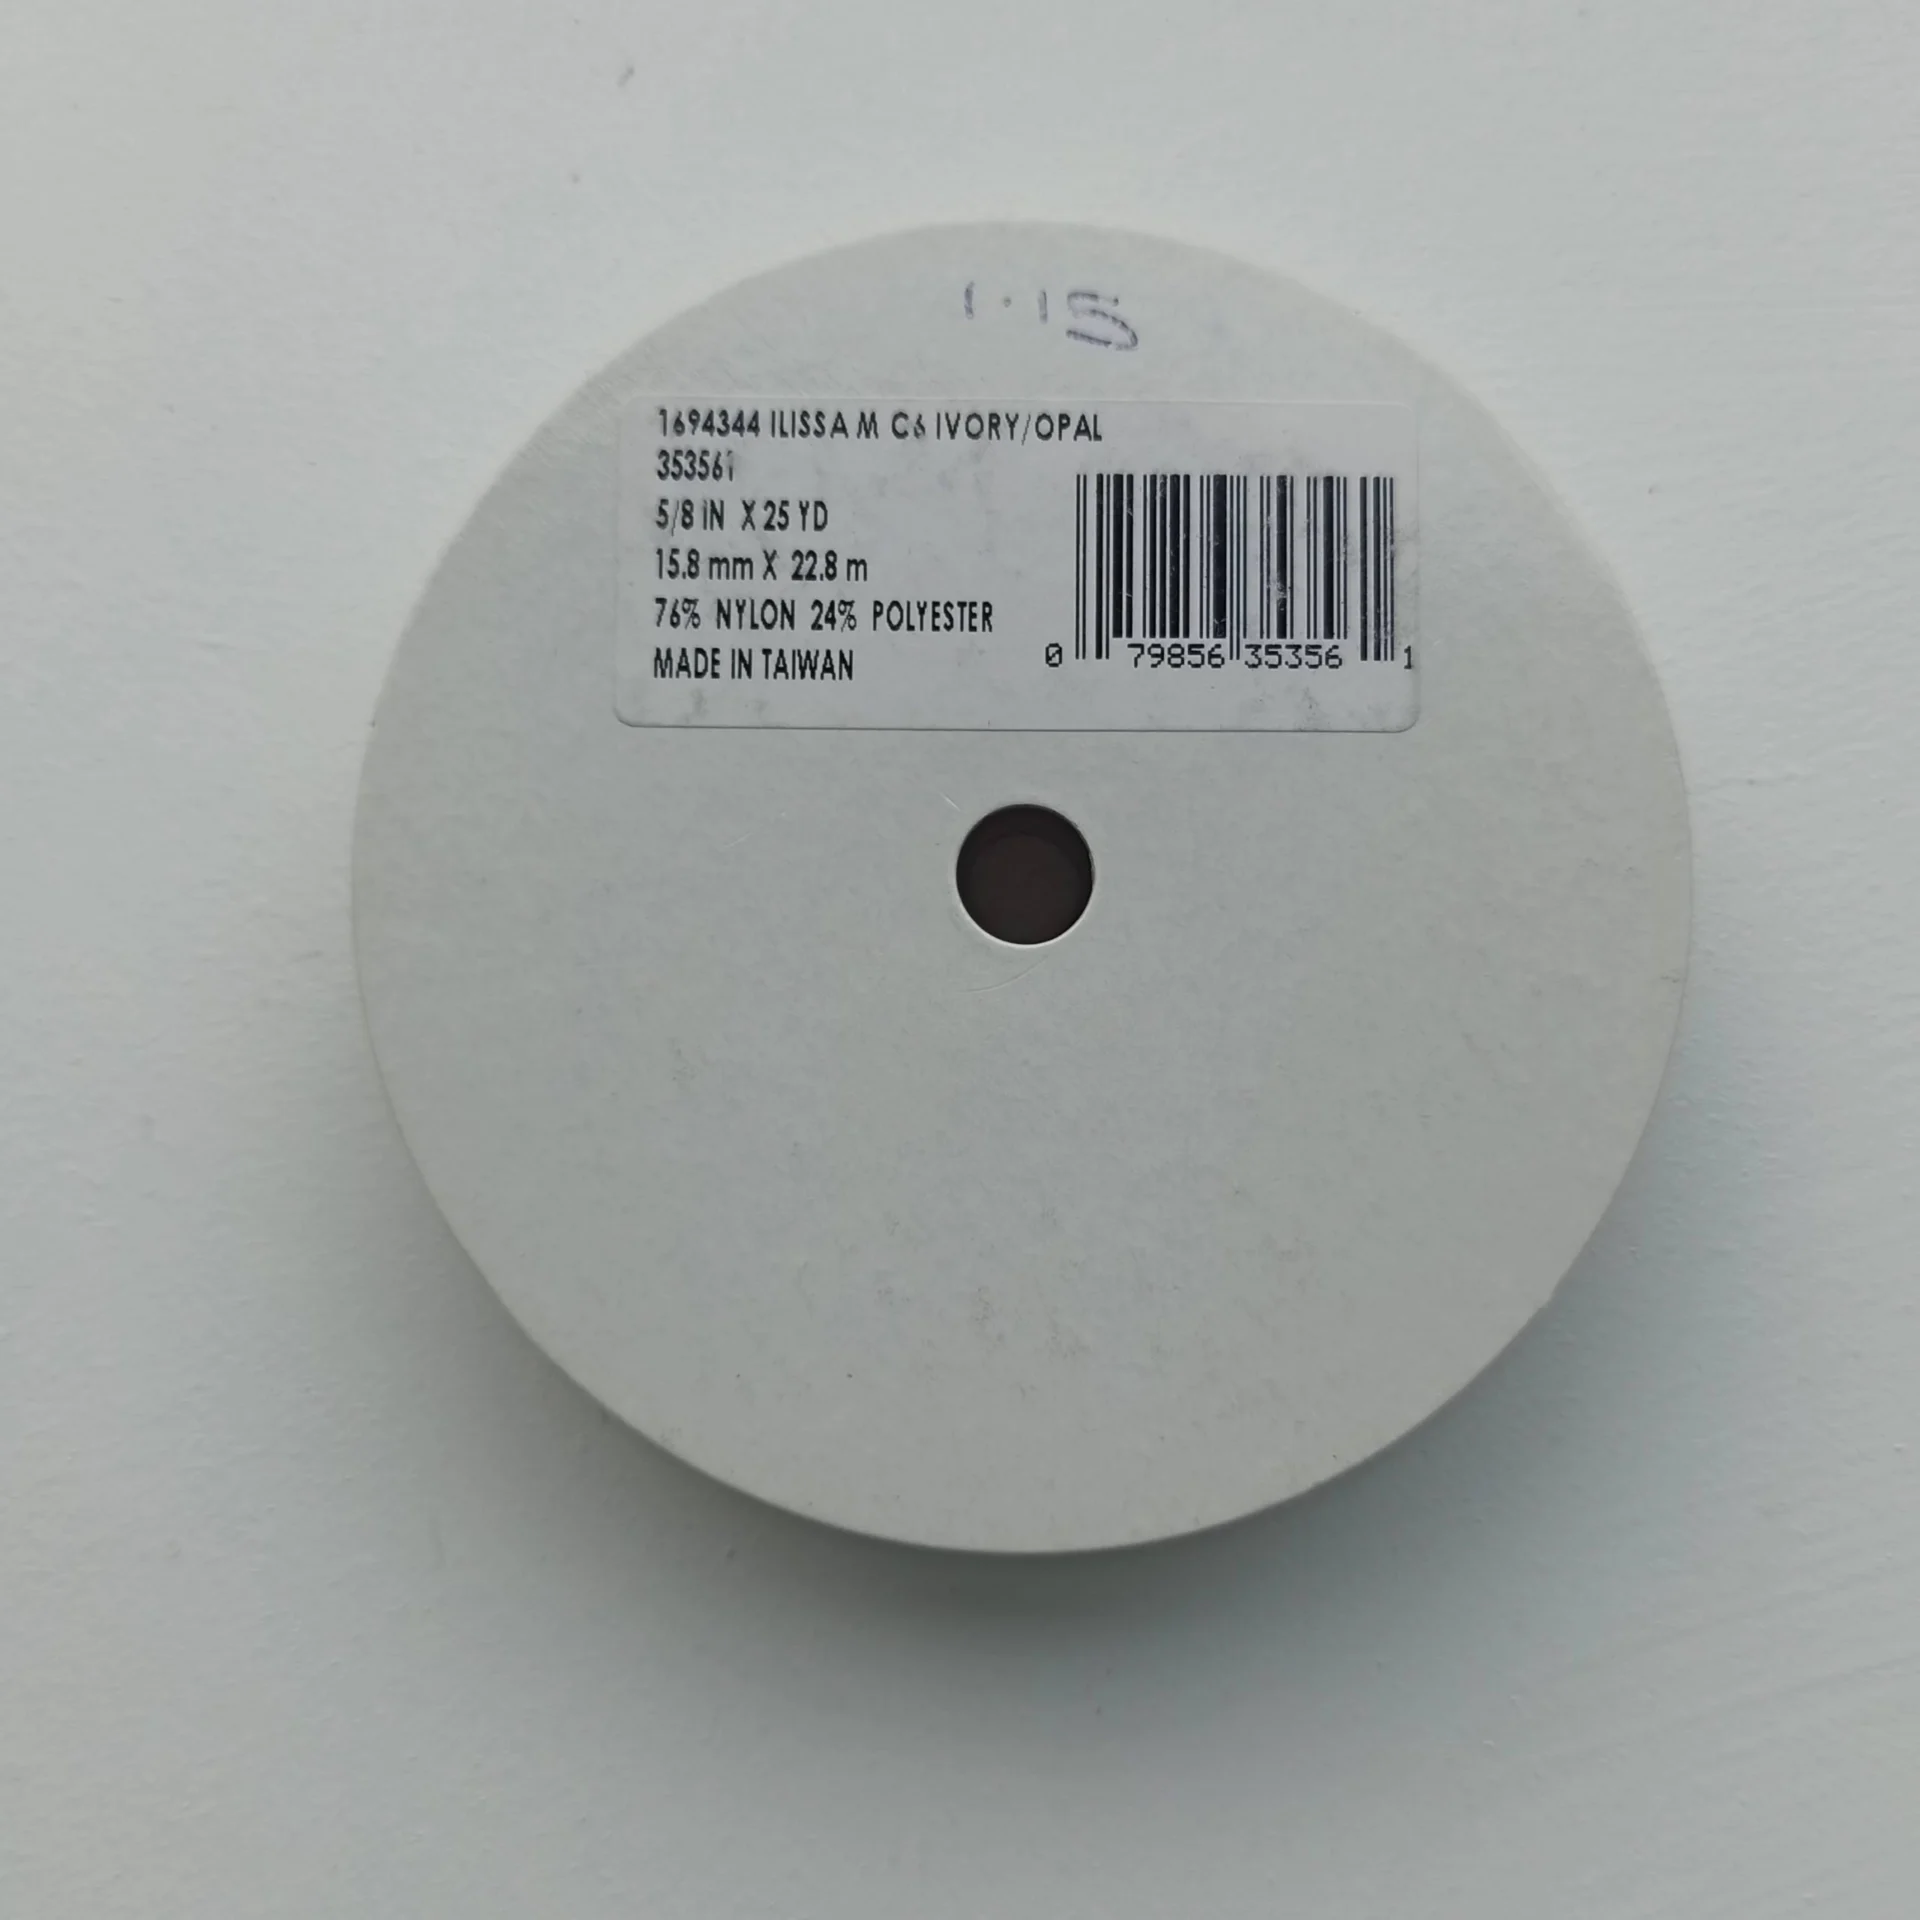 1.15
1694344 ILISSA M C6 IVORY/OPAL
353561
5/8 IN X 25 YD
15.8 mm X 22.8 m
76% NYLON 24% POLYESTER
MADE IN TAIWAN
0 79856 35356 1